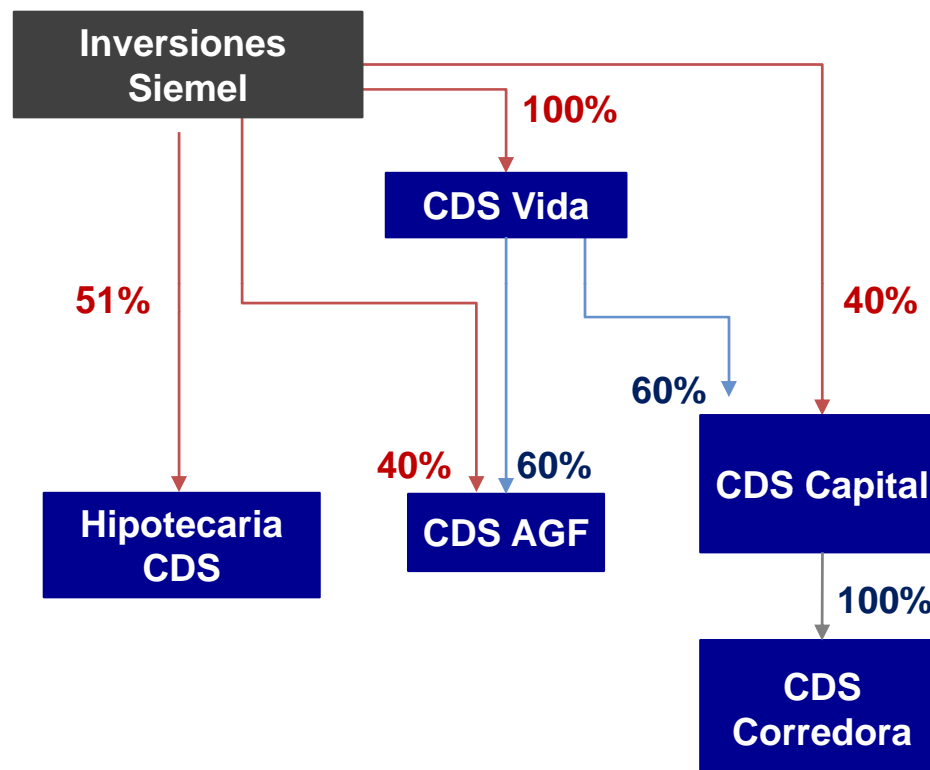 Inversiones
Siemel
100%
CDS Vida
51%
40%
60%
40%
60%
CDS Capital
Hipotecaria
CDS
CDS AGF
100%
CDS
Corredora